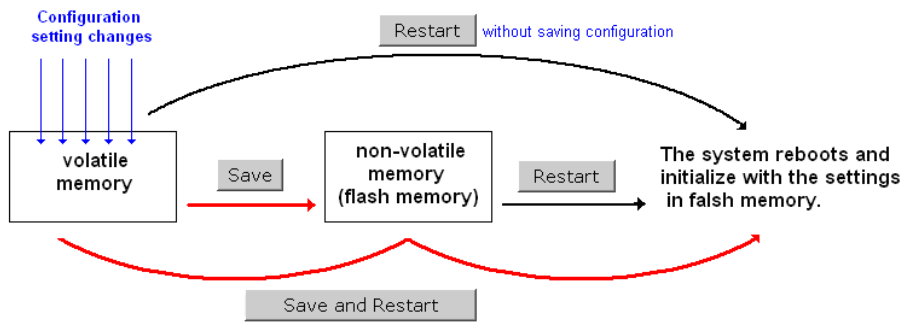 Configuration
setting changes
Restart
without saving configuration
volatile
memory
Save
non-volatile
memory
(flash memory)
Restart
The system reboots and
initialize with the settings
in falsh memory.
Save and Restart